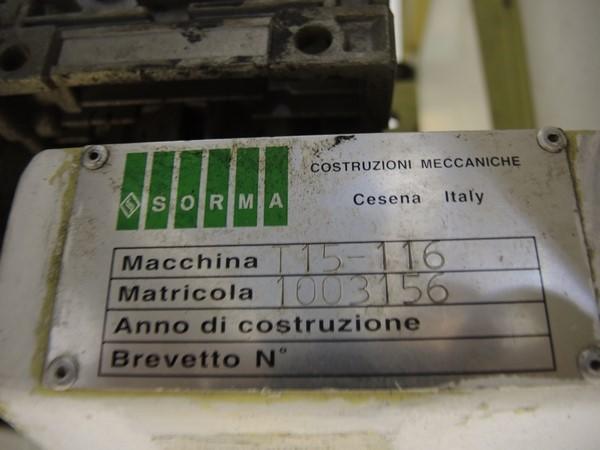 SORMA
COSTRUZIONI MECCANICHE
Cesena Italy
Macchina T15-116
Matricola 1003156
Anno di costruzione
Brevetto N°